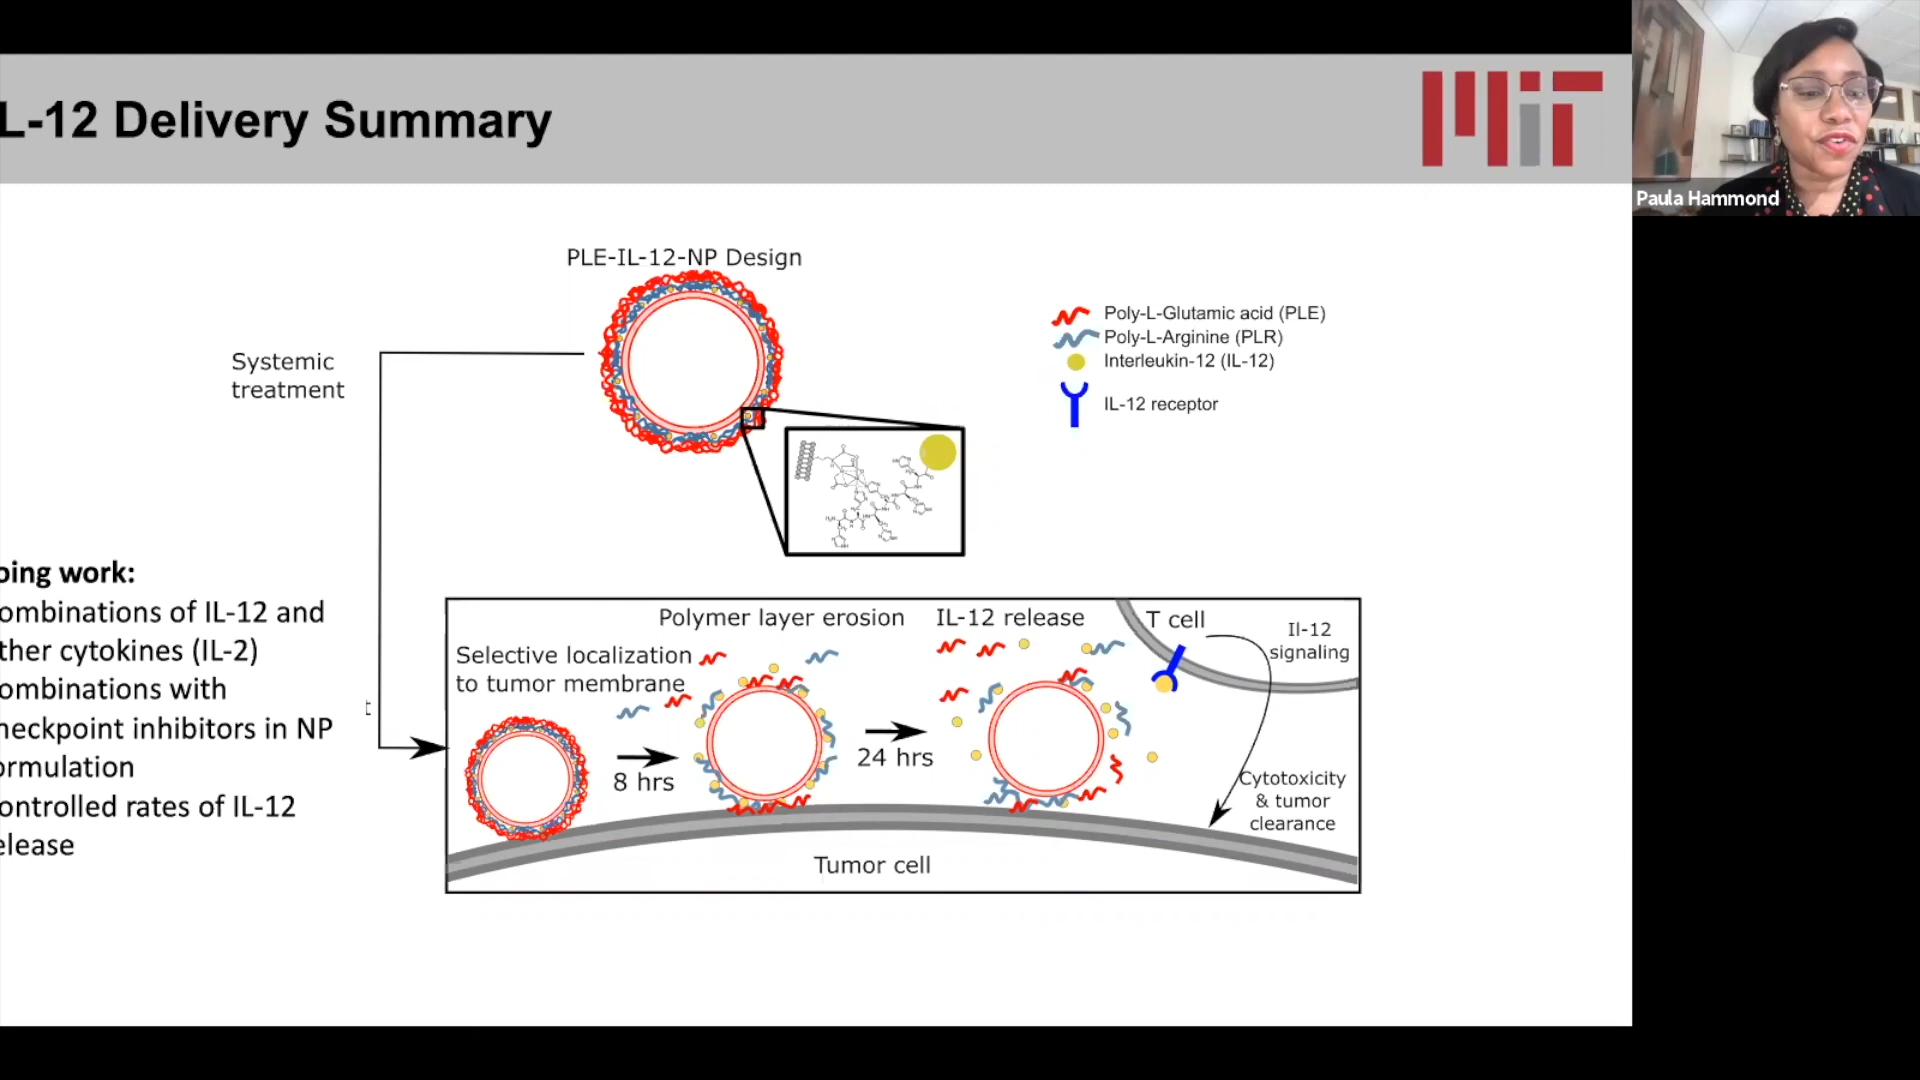 L-12 Delivery Summary
MIT
Paula Hammond
PLE-IL-12-NP Design
Poly-L-Glutamic acid (PLE)
Poly-L-Arginine (PLR)
Interleukin-12 (IL-12)
IL-12 receptor
Systemic
treatment
oing work:
ombinations of IL-12 and
ther cytokines (IL-2)
ombinations with
heckpoint inhibitors in NP
ormulation
ontrolled rates of IL-12
elease
t
Selective localization
to tumor membrane
Polymer layer erosion
IL-12 release
T cell
Il-12
signaling
8 hrs
24 hrs
Cytotoxicity
& tumor
clearance
Tumor cell